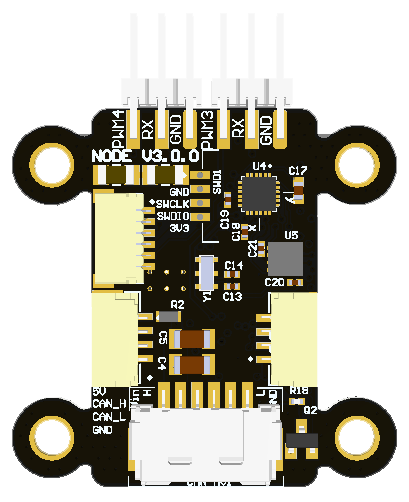 PWM4 RX GND PWM3 RX GND
NODE V3.0.0
U4
C17
SWD1
GND
SWCLK
SWDIO
3V3
C19
y
C18
x
C21
U5
C14
C20
Y1
C13
R2
C5
C4
5V
CAN_H
CAN_L
GND
H
L
GND
R18
Q2